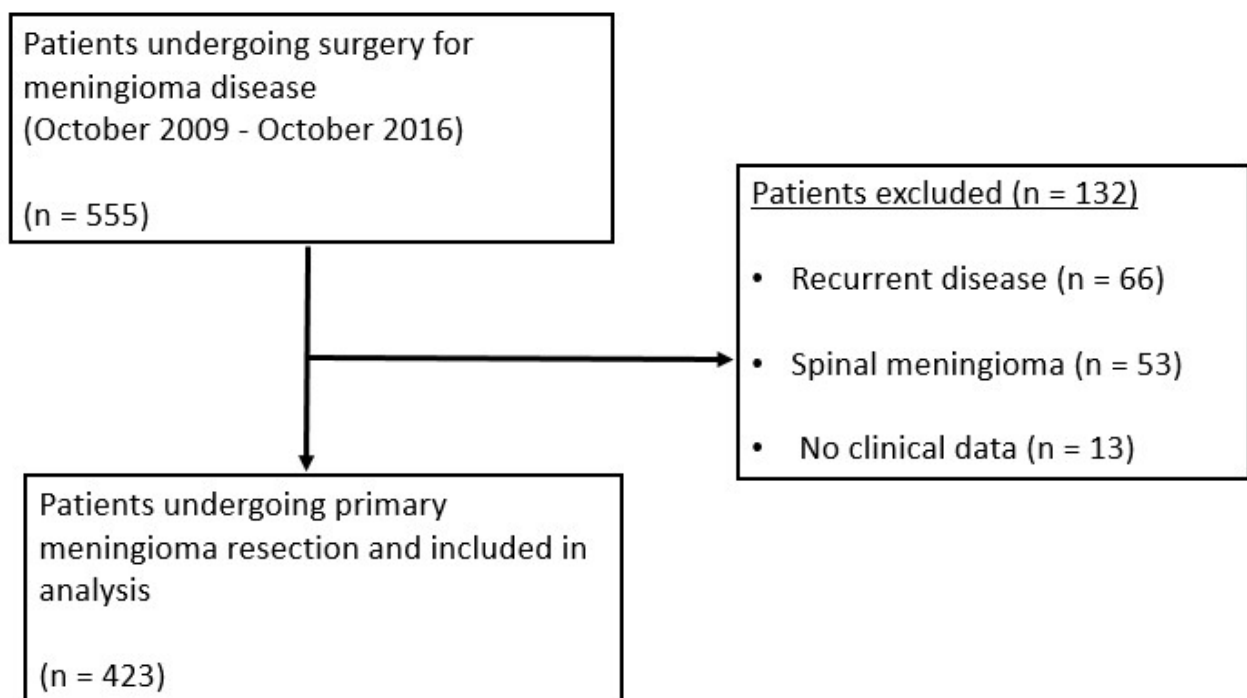 Patients undergoing surgery for
meningioma disease
(October 2009 - October 2016)
(n = 555)
Patients excluded (n = 132)
• Recurrent disease (n = 66)
• Spinal meningioma (n = 53)
• No clinical data (n = 13)
Patients undergoing primary
meningioma resection and included in
analysis
(n = 423)